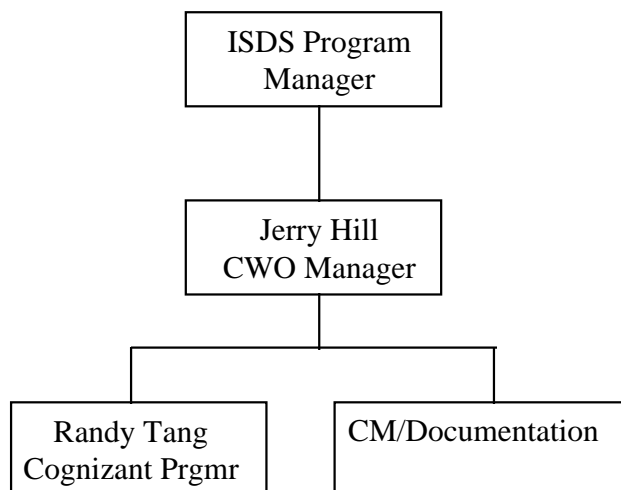 ISDS Program
Manager
Jerry Hill
CWO Manager
Randy Tang
Cognizant Prgmr
CM/Documentation